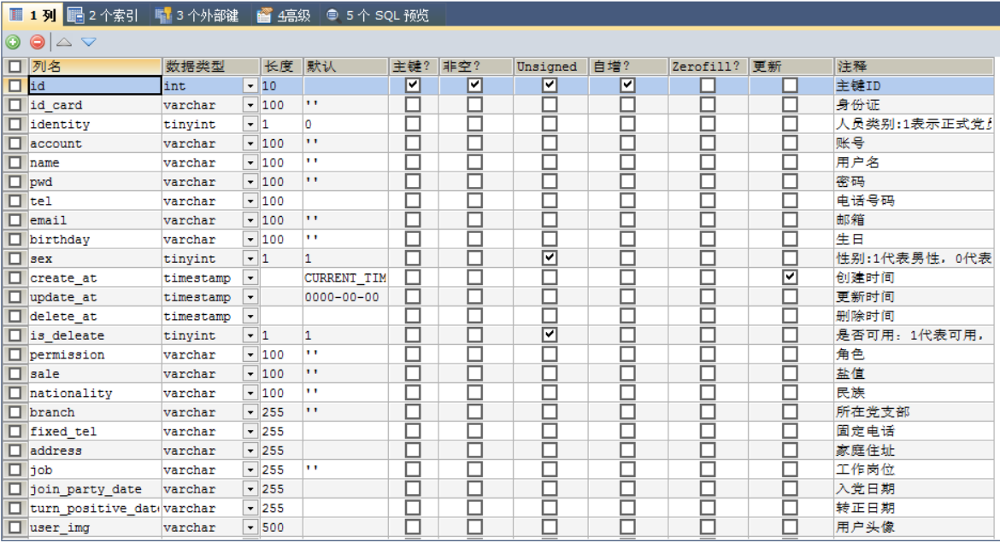 1 列 2 个索引 3 个外部键 4高级 5 个 SQL 预览
列名 数据类型 长度 默认 主键? 非空? Unsigned 自增? Zerofill? 更新 注释
id int 10 主键ID
id_card varchar 100 '' 身份证
identity tinyint 1 0 人员类别:1表示正式党员
account varchar 100 '' 账号
name varchar 100 '' 用户名
pwd varchar 100 '' 密码
tel varchar 100 电话号码
email varchar 100 '' 邮箱
birthday varchar 100 '' 生日
sex tinyint 1 1 性别:1代表男性，0代表
create_at timestamp CURRENT_TIM 创建时间
update_at timestamp 0000-00-00 更新时间
delete_at timestamp 删除时间
is_deleate tinyint 1 1 是否可用：1代表可用，
permission varchar 100 '' 角色
sale varchar 100 '' 盐值
nationality varchar 100 '' 民族
branch varchar 255 '' 所在党支部
fixed_tel varchar 255 固定电话
address varchar 255 家庭住址
job varchar 255 '' 工作岗位
join_party_date varchar 255 入党日期
turn_positive_dat varchar 255 转正日期
user_img varchar 500 用户头像